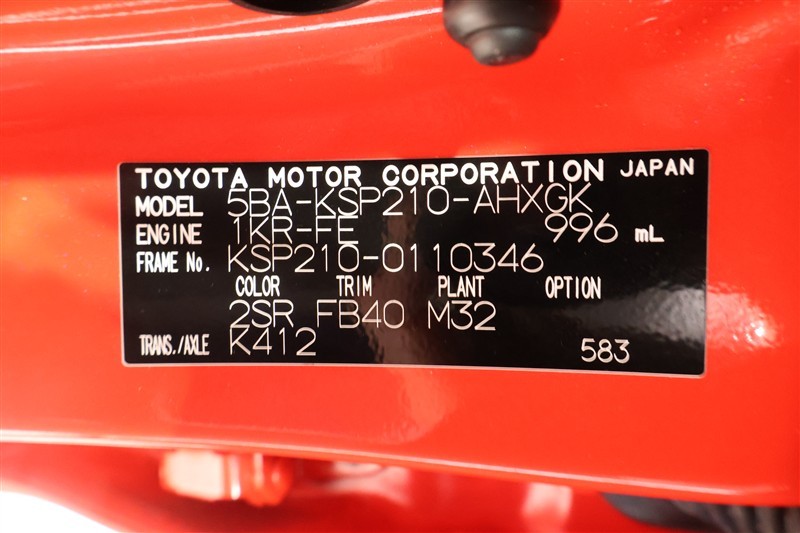 TOYOTA MOTOR CORPORATION JAPAN
MODEL 5BA-KSP210-AHXGK
ENGINE 1KR-FE 996 mL
FRAME No. KSP210-0110346
COLOR TRIM PLANT OPTION
2SR FB40 M32
TRANS./AXLE K412 583